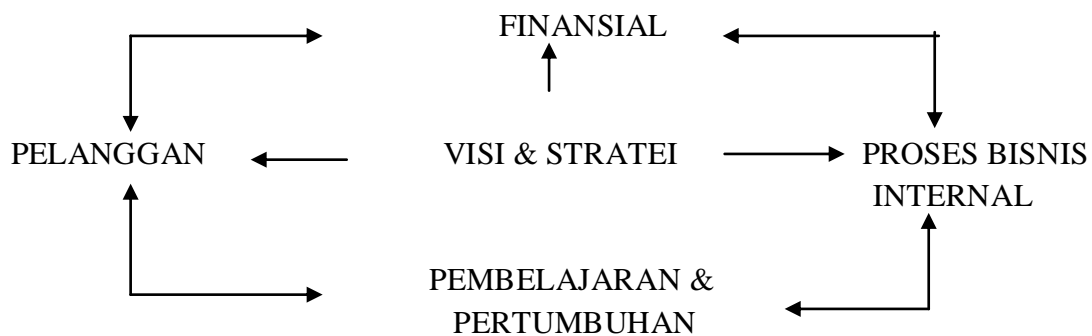 FINANSIAL
PELANGGAN
VISI & STRATEI
PROSES BISNIS
INTERNAL
PEMBELAJARAN &
PERTUMBUHAN